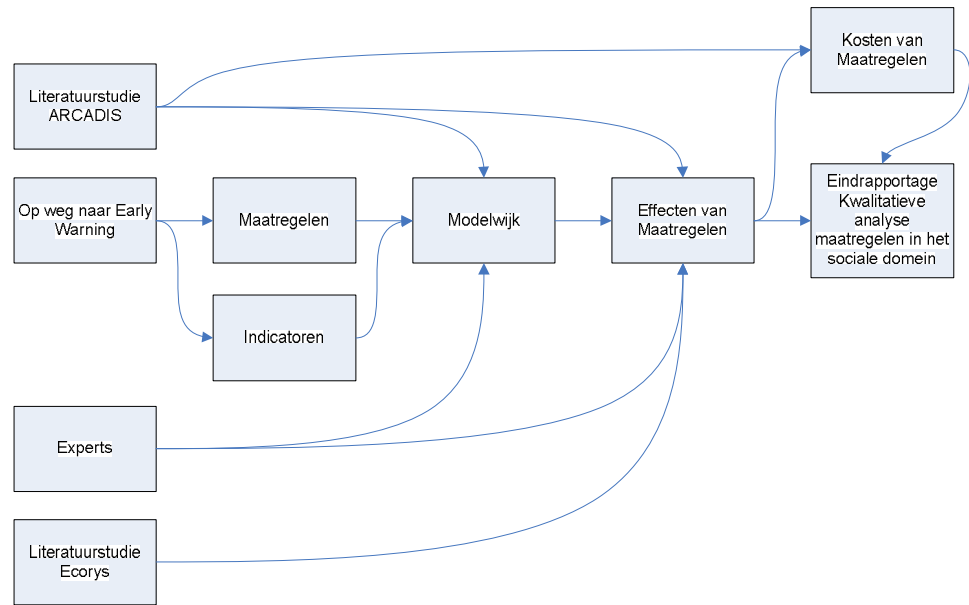 Kosten van
Maatregelen
Literatuurstudie
ARCADIS
Op weg naar Early
Warning
Maatregelen
Modelwijk
Effecten van
Maatregelen
Eindrapportage
Kwalitatieve
analyse
maatregelen in het
sociale domein
Indicatoren
Experts
Literatuurstudie
Ecorys